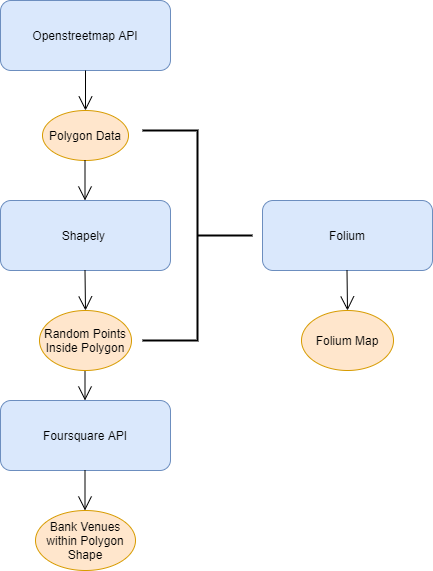 Openstreetmap API
Polygon Data
Shapely
Folium
Random Points
Inside Polygon
Folium Map
Foursquare API
Bank Venues
within Polygon
Shape